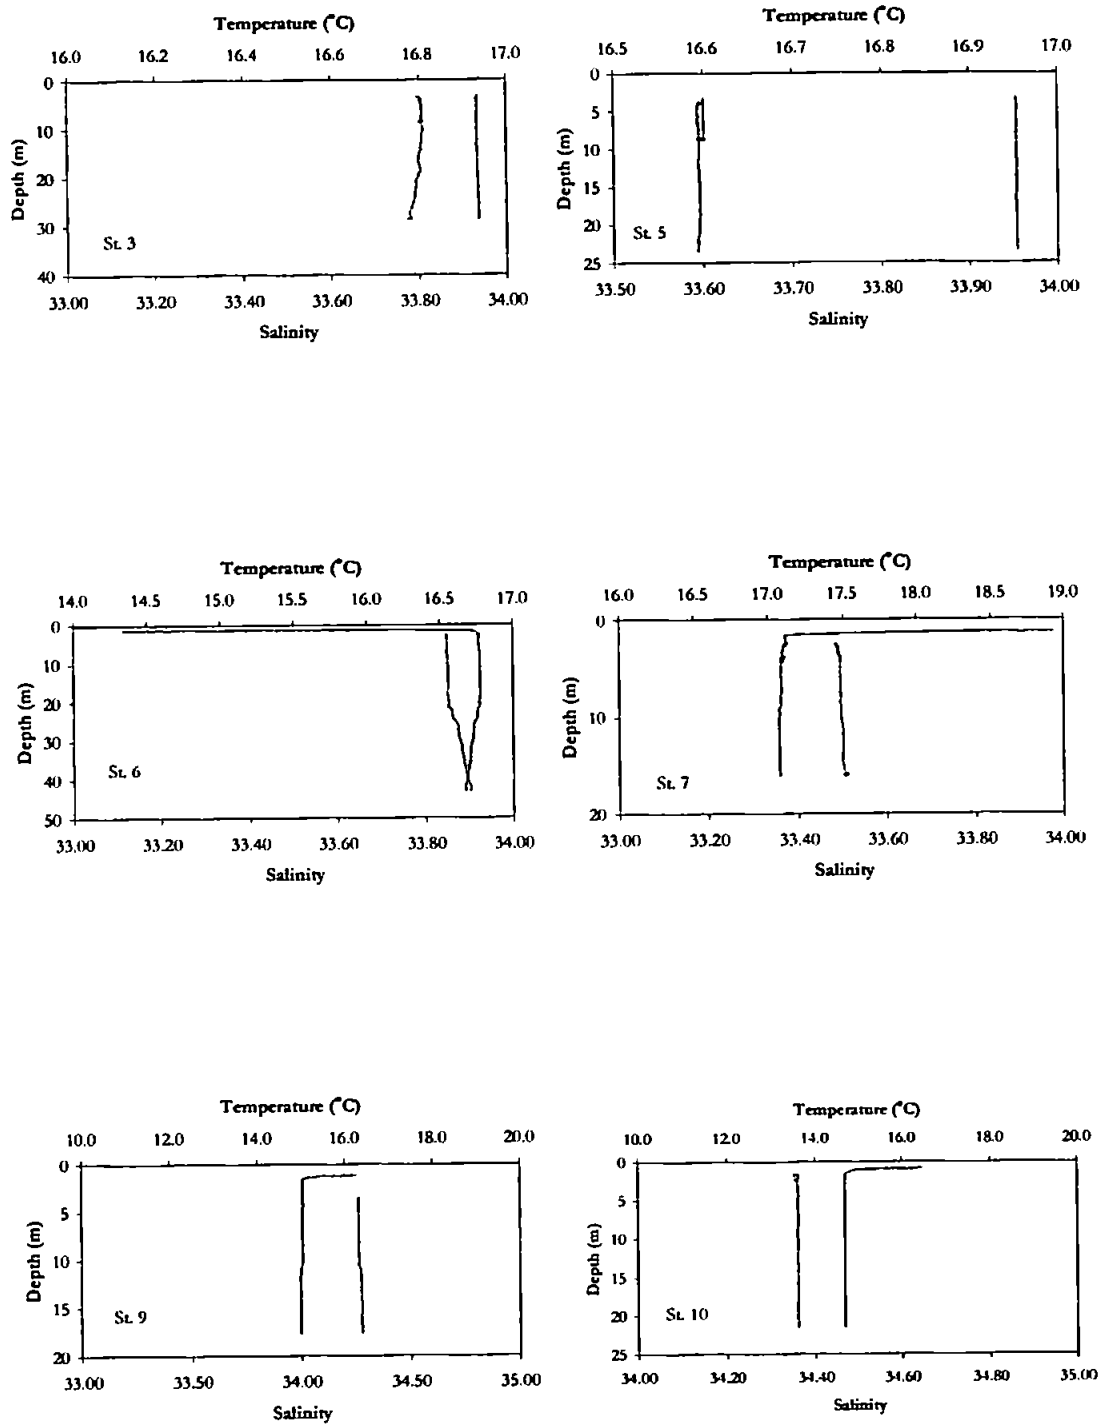 Temperature (°C)
16.0 16.2 16.4 16.6 16.8 17.0
0
10
20
30
40
Depth (m)
St. 3
33.00 33.20 33.40 33.60 33.80 34.00
Salinity
Temperature (°C)
16.5 16.6 16.7 16.8 16.9 17.0
0
5
10
15
20
25
Depth (m)
St. 5
33.50 33.60 33.70 33.80 33.90 34.00
Salinity
Temperature (°C)
14.0 14.5 15.0 15.5 16.0 16.5 17.0
0
10
20
30
40
50
Depth (m)
St. 6
33.00 33.20 33.40 33.60 33.80 34.00
Salinity
Temperature (°C)
16.0 16.5 17.0 17.5 18.0 18.5 19.0
0
10
20
Depth (m)
St. 7
33.00 33.20 33.40 33.60 33.80 34.00
Salinity
Temperature (°C)
10.0 12.0 14.0 16.0 18.0 20.0
0
5
10
15
20
Depth (m)
St. 9
33.00 33.50 34.00 34.50 35.00
Salinity
Temperature (°C)
10.0 12.0 14.0 16.0 18.0 20.0
0
5
10
15
20
25
Depth (m)
St. 10
34.00 34.20 34.40 34.60 34.80 35.00
Salinity